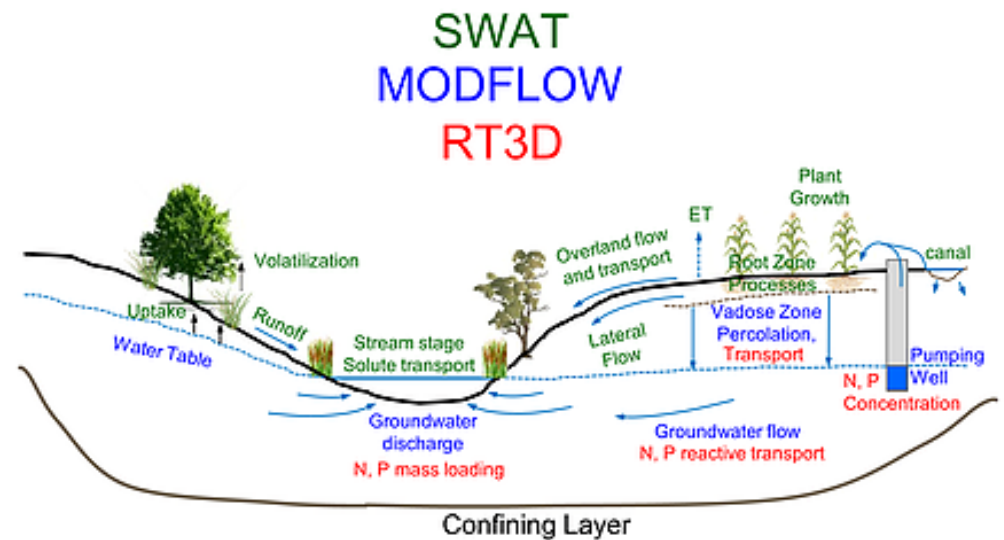 SWAT
MODFLOW
RT3D
Plant
Growth
ET
Overland flow
and transport
canal
Volatilization
Root Zone
Processes
Uptake
Runoff
Vadose Zone
Percolation,
Transport
Lateral
Flow
Stream stage
Solute transport
Water Table
Pumping
Well
N, P
Concentration
Groundwater
discharge
N, P mass loading
Groundwater flow
N, P reactive transport
Confining Layer